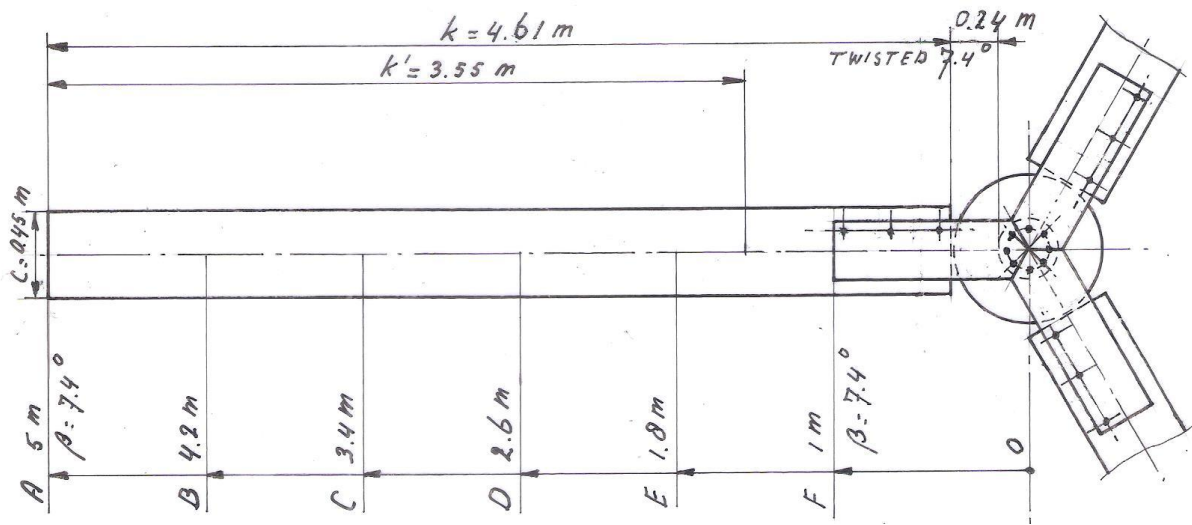 k = 4.61 m
0.24 m
k' = 3.55 m
TWISTED 7.4°
C = 0.45 m
A 5 m β = 7.4°
B 4.2 m
C 3.4 m
D 2.6 m
E 1.8 m
F 1 m β = 7.4°
0